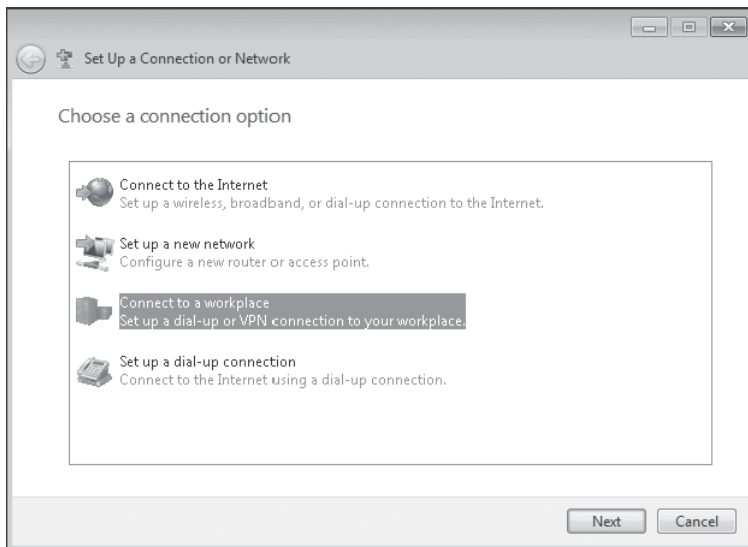 Set Up a Connection or Network
Choose a connection option
Connect to the Internet
Set up a wireless, broadband, or dial-up connection to the Internet.
Set up a new network
Configure a new router or access point.
Connect to a workplace
Set up a dial-up or VPN connection to your workplace.
Set up a dial-up connection
Connect to the Internet using a dial-up connection.
Next
Cancel